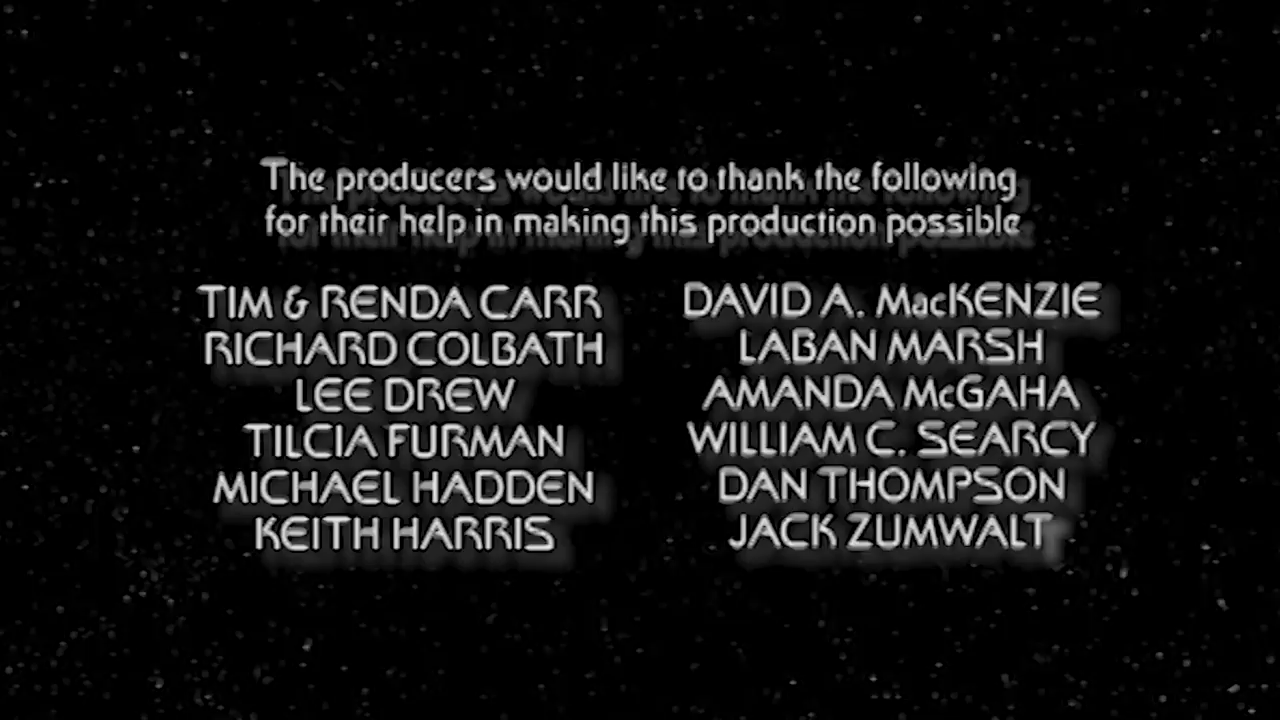 The producers would like to thank the following
for their help in making this production possible
TIM & RENDA CARR
RICHARD COLBATH
LEE DREW
TILCIA FURMAN
MICHAEL HADDEN
KEITH HARRIS
DAVID A. MacKENZIE
LABAN MARSH
AMANDA McGAHA
WILLIAM C. SEARCY
DAN THOMPSON
JACK ZUMWALT